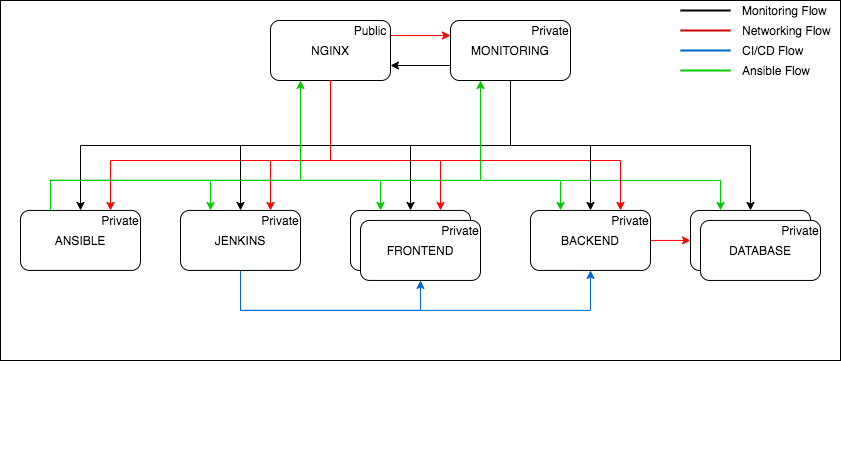 Public
NGINX
Private
MONITORING
Monitoring Flow
Networking Flow
CI/CD Flow
Ansible Flow
Private
ANSIBLE
Private
JENKINS
Private
FRONTEND
Private
BACKEND
Private
DATABASE